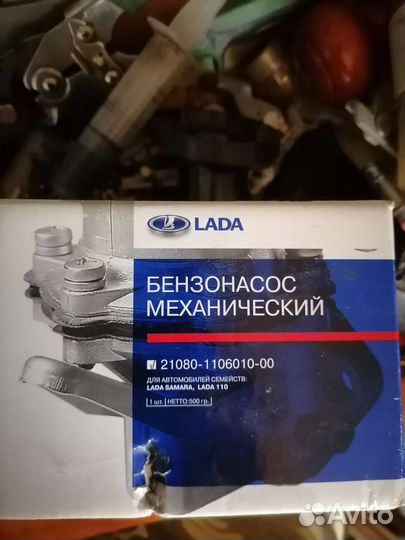 LADA
БЕНЗОНАСОС
МЕХАНИЧЕСКИЙ
21080-1106010-00
ДЛЯ АВТОМОБИЛЕЙ СЕМЕЙСТВ:
LADA SAMARA, LADA 110
1 шт. НЕТТО:500 гр.
Avito